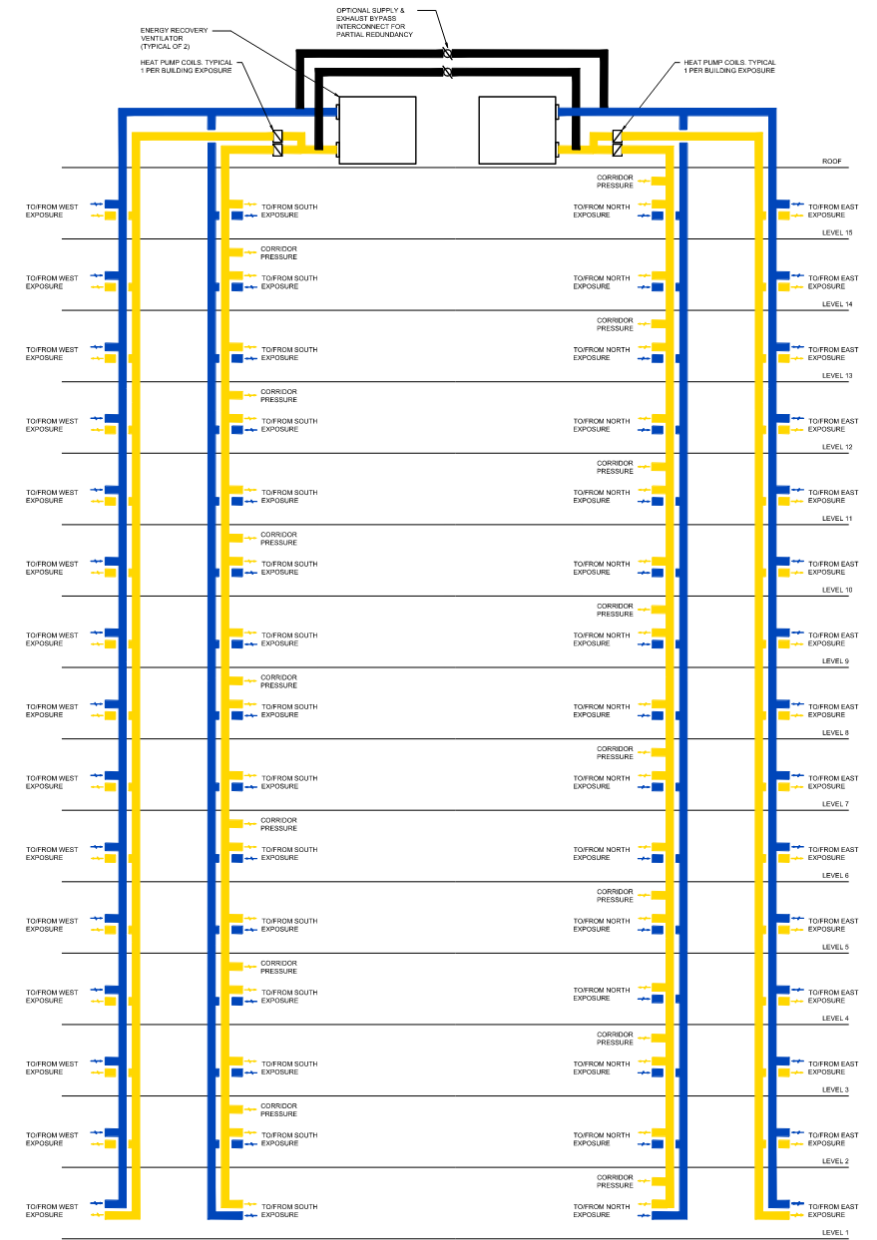 OPTIONAL SUPPLY &
EXHAUST BYPASS
INTERCONNECT FOR
PARTIAL REDUNDANCY
ENERGY RECOVERY
VENTILATOR
(TYPICAL OF 2)
HEAT PUMP COILS. TYPICAL
1 PER BUILDING EXPOSURE
HEAT PUMP COILS. TYPICAL
1 PER BUILDING EXPOSURE
ROOF
CORRIDOR
PRESSURE
TO/FROM WEST
EXPOSURE
TO/FROM SOUTH
EXPOSURE
TO/FROM NORTH
EXPOSURE
TO/FROM EAST
EXPOSURE
LEVEL 15
CORRIDOR
PRESSURE
TO/FROM WEST
EXPOSURE
TO/FROM SOUTH
EXPOSURE
TO/FROM NORTH
EXPOSURE
TO/FROM EAST
EXPOSURE
LEVEL 14
CORRIDOR
PRESSURE
TO/FROM WEST
EXPOSURE
TO/FROM SOUTH
EXPOSURE
TO/FROM NORTH
EXPOSURE
TO/FROM EAST
EXPOSURE
LEVEL 13
CORRIDOR
PRESSURE
TO/FROM WEST
EXPOSURE
TO/FROM SOUTH
EXPOSURE
TO/FROM NORTH
EXPOSURE
TO/FROM EAST
EXPOSURE
LEVEL 12
CORRIDOR
PRESSURE
TO/FROM WEST
EXPOSURE
TO/FROM SOUTH
EXPOSURE
TO/FROM NORTH
EXPOSURE
TO/FROM EAST
EXPOSURE
LEVEL 11
CORRIDOR
PRESSURE
TO/FROM WEST
EXPOSURE
TO/FROM SOUTH
EXPOSURE
TO/FROM NORTH
EXPOSURE
TO/FROM EAST
EXPOSURE
LEVEL 10
CORRIDOR
PRESSURE
TO/FROM WEST
EXPOSURE
TO/FROM SOUTH
EXPOSURE
TO/FROM NORTH
EXPOSURE
TO/FROM EAST
EXPOSURE
LEVEL 9
CORRIDOR
PRESSURE
TO/FROM WEST
EXPOSURE
TO/FROM SOUTH
EXPOSURE
TO/FROM NORTH
EXPOSURE
TO/FROM EAST
EXPOSURE
LEVEL 8
CORRIDOR
PRESSURE
TO/FROM WEST
EXPOSURE
TO/FROM SOUTH
EXPOSURE
TO/FROM NORTH
EXPOSURE
TO/FROM EAST
EXPOSURE
LEVEL 7
CORRIDOR
PRESSURE
TO/FROM WEST
EXPOSURE
TO/FROM SOUTH
EXPOSURE
TO/FROM NORTH
EXPOSURE
TO/FROM EAST
EXPOSURE
LEVEL 6
CORRIDOR
PRESSURE
TO/FROM WEST
EXPOSURE
TO/FROM SOUTH
EXPOSURE
TO/FROM NORTH
EXPOSURE
TO/FROM EAST
EXPOSURE
LEVEL 5
CORRIDOR
PRESSURE
TO/FROM WEST
EXPOSURE
TO/FROM SOUTH
EXPOSURE
TO/FROM NORTH
EXPOSURE
TO/FROM EAST
EXPOSURE
LEVEL 4
CORRIDOR
PRESSURE
TO/FROM WEST
EXPOSURE
TO/FROM SOUTH
EXPOSURE
TO/FROM NORTH
EXPOSURE
TO/FROM EAST
EXPOSURE
LEVEL 3
CORRIDOR
PRESSURE
TO/FROM WEST
EXPOSURE
TO/FROM SOUTH
EXPOSURE
TO/FROM NORTH
EXPOSURE
TO/FROM EAST
EXPOSURE
LEVEL 2
CORRIDOR
PRESSURE
TO/FROM WEST
EXPOSURE
TO/FROM SOUTH
EXPOSURE
TO/FROM NORTH
EXPOSURE
TO/FROM EAST
EXPOSURE
LEVEL 1